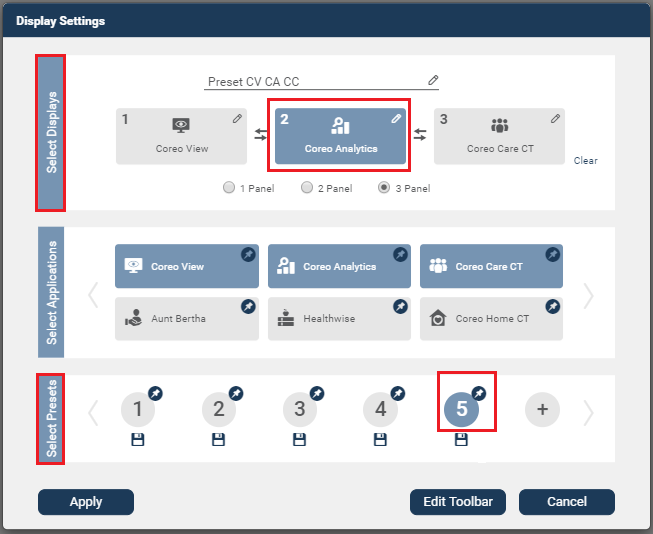 Display Settings
Select Displays
Preset CV CA CC
1
Coreo View
2
Coreo Analytics
3
Coreo Care CT
Clear
1 Panel
2 Panel
3 Panel
Select Applications
Coreo View
Coreo Analytics
Coreo Care CT
Aunt Bertha
Healthwise
Coreo Home CT
Select Presets
1
2
3
4
5
+
Apply
Edit Toolbar
Cancel